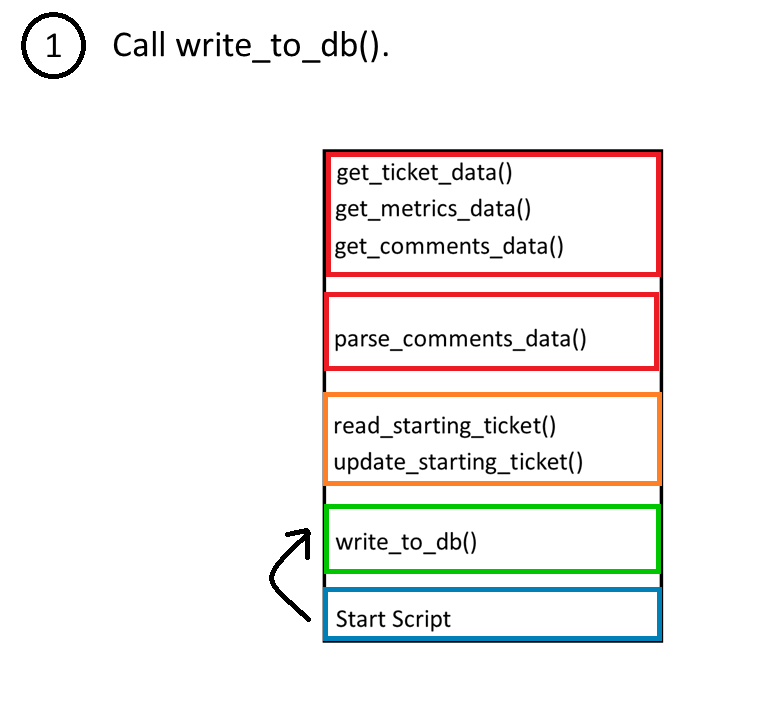 1 Call write_to_db().
get_ticket_data()
get_metrics_data()
get_comments_data()
parse_comments_data()
read_starting_ticket()
update_starting_ticket()
write_to_db()
Start Script